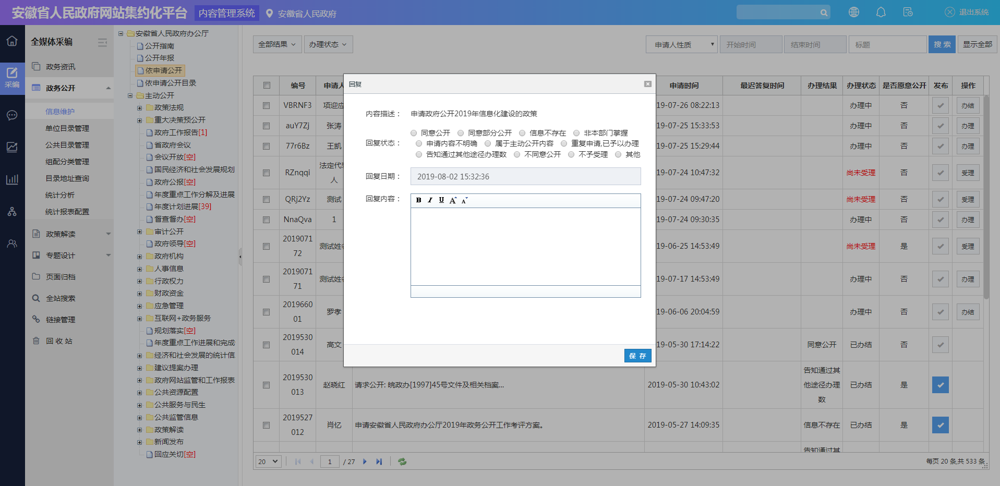 安徽省人民政府网站集约化平台 内容管理系统 安徽省人民政府 退出系统
采编
全媒体采编
政务资讯
政务公开
信息维护
单位目录管理
公共目录管理
组配分类管理
目录地址查询
统计分析
统计报表配置
政策解读
专题设计
页面归档
全站搜索
链接管理
回 收 站
安徽省人民政府办公厅
公开指南
公开年报
依申请公开
依申请公开目录
主动公开
政策法规
重大决策预公开
政府工作报告[1]
省政府会议
会议开放[空]
国民经济和社会发展规划
政府公报[空]
年度重点工作分解及进展
年度计划进展[39]
督查督办[空]
审计公开
政府领导[空]
政府机构
人事信息
行政权力
财政资金
应急管理
互联网+政务服务
规划落实[空]
年度重点工作进展和完成
经济和社会发展的统计信
建议提案办理
政府网站监管和工作报表
公共资源配置
公共服务与民生
公共监管信息
政策解读
新闻发布
回应关切[空]
全部结果 办理状态 申请人性质 开始时间 结束时间 标题 搜 索 显示全部
编号 申请人 申请时间 最迟答复时间 办理结果 办理状态 是否愿意公开 发布 操作
VBRNF3 项迎应 19-07-26 08:22:13 办理中 否 办结
auY7Zj 张涛 19-07-25 15:33:53 办理中 否 办理
77r6Bz 王凯 19-07-25 15:29:44 办理中 否 办理
RZnqqi 法定代表人 19-07-24 10:47:32 尚未受理 否 受理
QRj2Yz 测试 19-07-24 09:47:20 尚未受理 否 受理
NnaQva 1 19-07-24 09:30:35 办理中 否 办理
2019071
72 测试姓名 19-06-25 14:53:49 尚未受理 是 受理
2019071
71 测试姓名 19-07-17 14:53:49 办理中 否 办理
2019660
01 罗孝 19-06-06 20:04:59 办理中 否 办结
2019530
014 高文 19-05-30 17:14:22 同意公开 已办结 否
2019530
013 赵晓红 请求公开: 皖政办[1997]45号文件及相关档案... 2019-05-30 10:43:02 告知通过其
他途径办理
数 已办结 是
2019527
012 肖忆 申请安徽省人民政府办公厅2019年政务公开工作考评方案。 2019-05-27 14:09:35 信息不存在 已办结 是
告知通过其
20 1 / 27 每页 20 条,共 533 条
回复
内容描述： 申请政府公开2019年信息化建设的政策
回复状态： 同意公开 同意部分公开 信息不存在 非本部门掌握
申请内容不明确 属于主动公开内容 重复申请,已予以办理
告知通过其他途径办理数 不同意公开 不予受理 其他
回复日期： 2019-08-02 15:32:36
回复内容： B I U A A
保 存